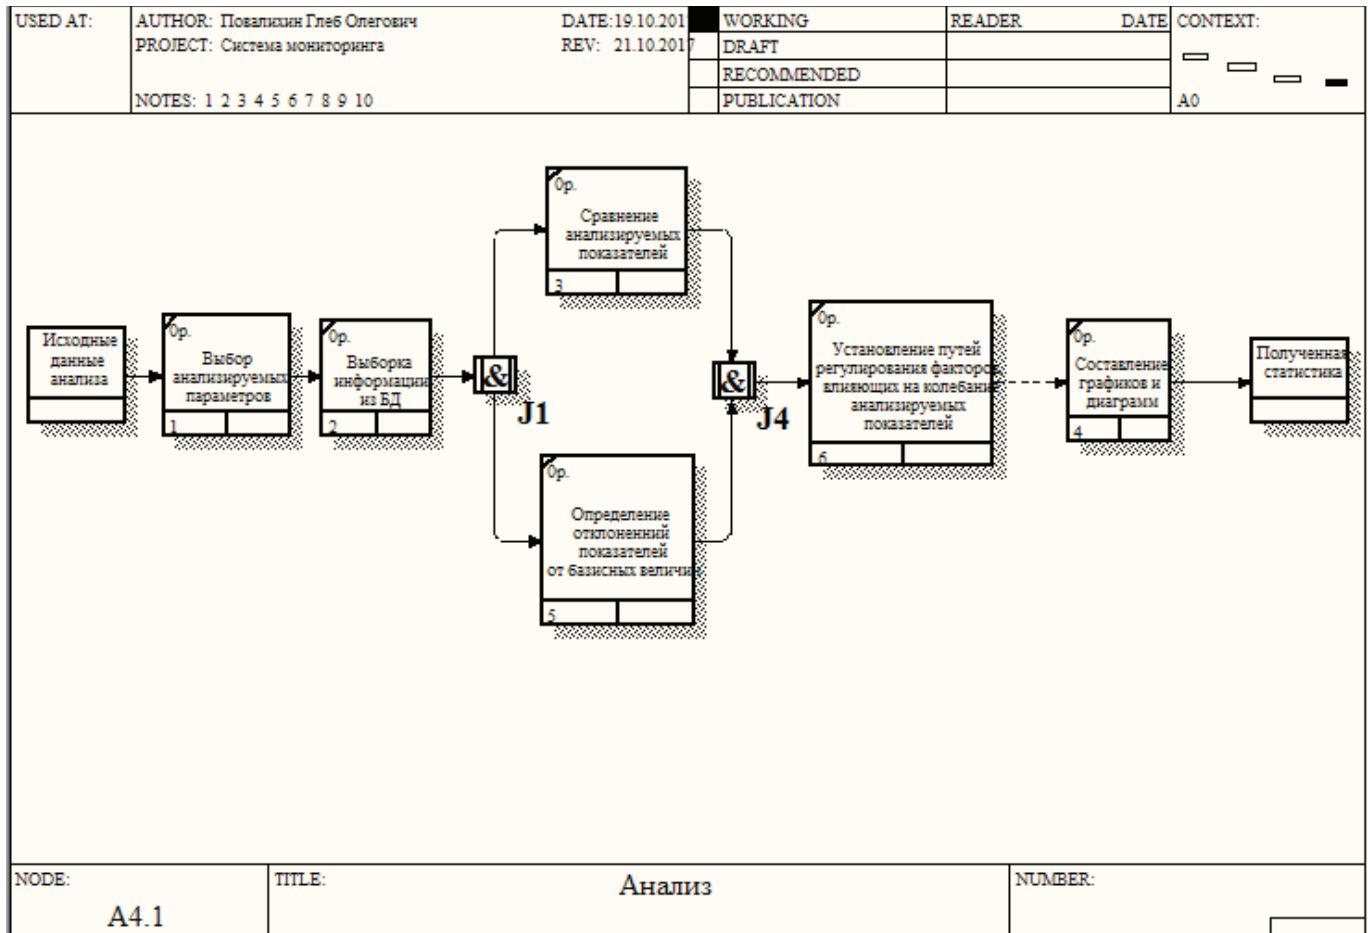 USED AT:
AUTHOR: Повалихин Глеб Олегович
DATE:19.10.201
WORKING
READER
DATE
CONTEXT:
PROJECT: Система мониторинга
REV: 21.10.2017
DRAFT
RECOMMENDED
NOTES: 1 2 3 4 5 6 7 8 9 10
PUBLICATION
A0
Исходные
данные
анализа
0р.
Выбор
анализируемых
параметров
1
0р.
Выборка
информации
из БД
2
&
J1
0р.
Сравнение
анализируемых
показателей
3
0р.
Определение
отклоненний
показателей
от базисных величин
5
&
J4
0р.
Установление путей
регулирования факторов
влияющих на колебание
анализируемых
показателей
6
0р.
Составление
графиков и
диаграмм
4
Полученная
статистика
NODE:
A4.1
TITLE:
Анализ
NUMBER: